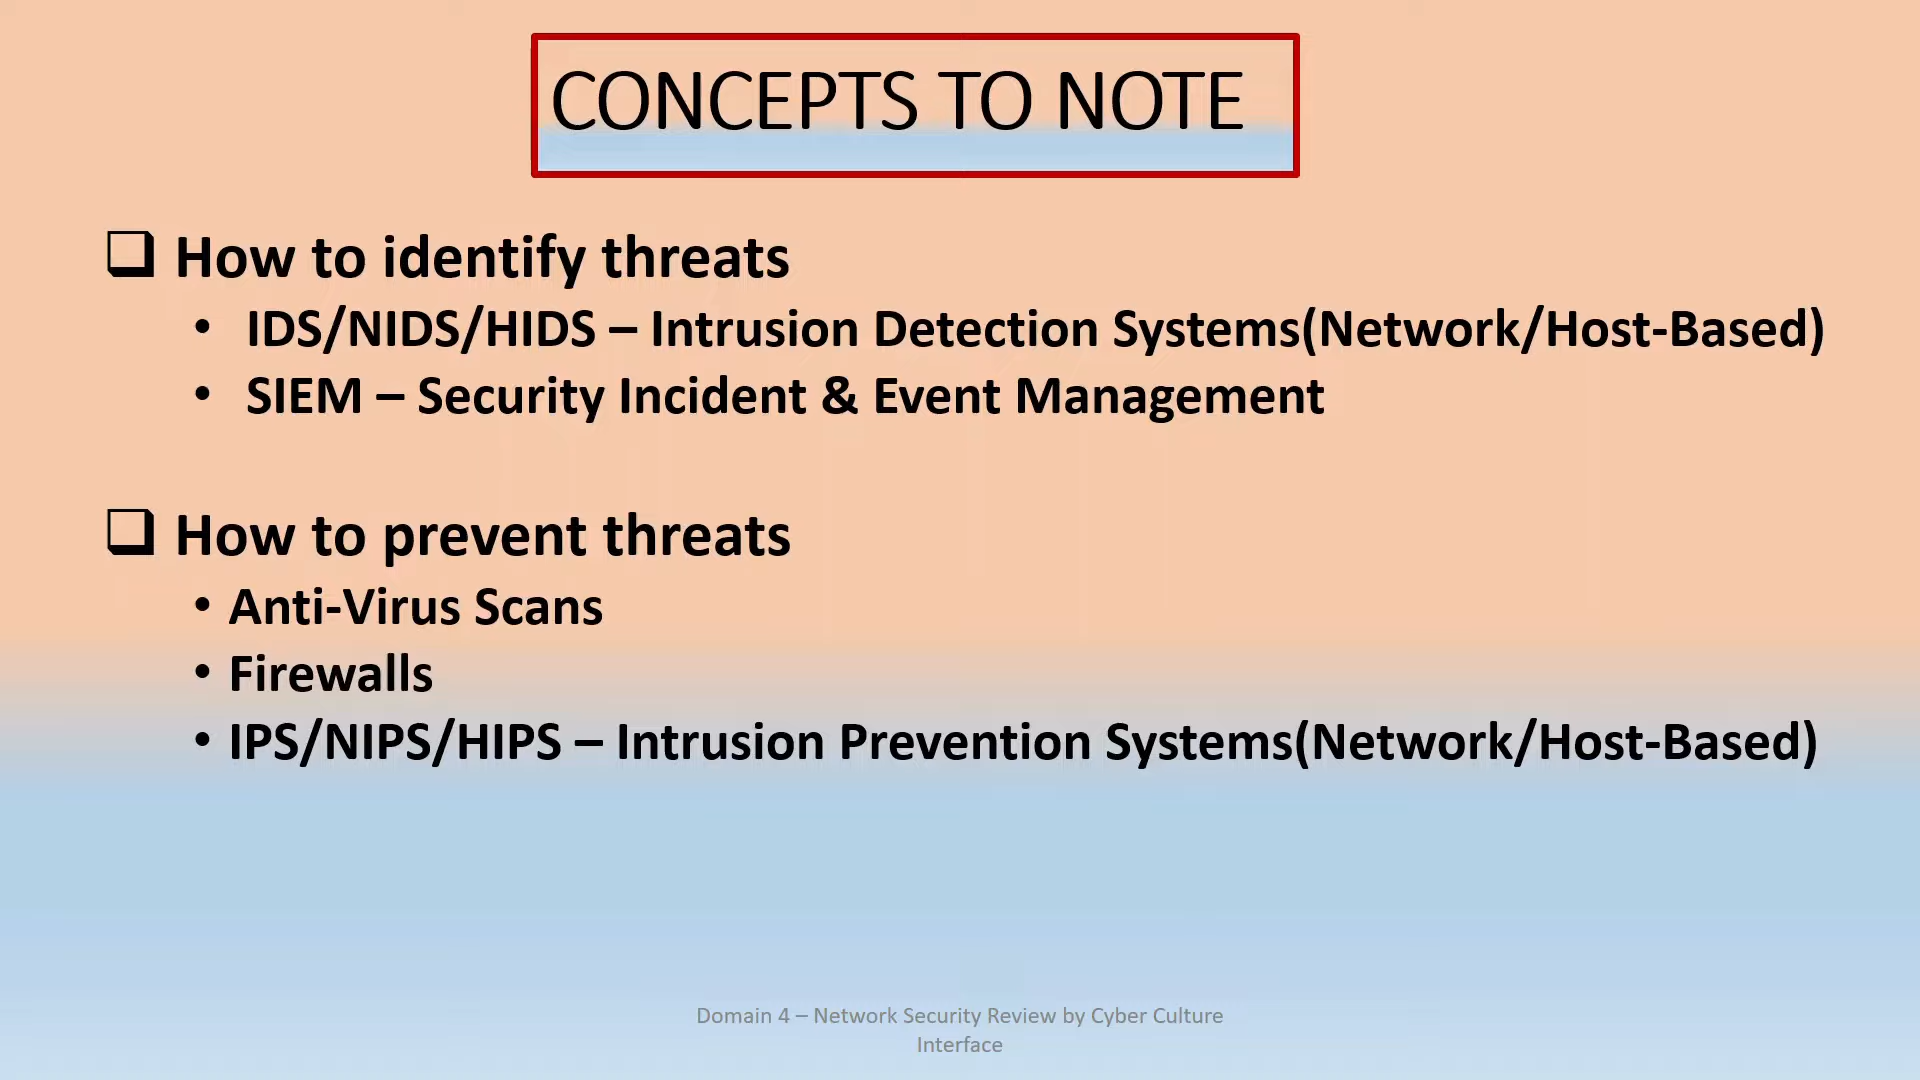 CONCEPTS TO NOTE
How to identify threats
• IDS/NIDS/HIDS – Intrusion Detection Systems(Network/Host-Based)
• SIEM – Security Incident & Event Management
How to prevent threats
• Anti-Virus Scans
• Firewalls
• IPS/NIPS/HIPS – Intrusion Prevention Systems(Network/Host-Based)
Domain 4 – Network Security Review by Cyber Culture
Interface